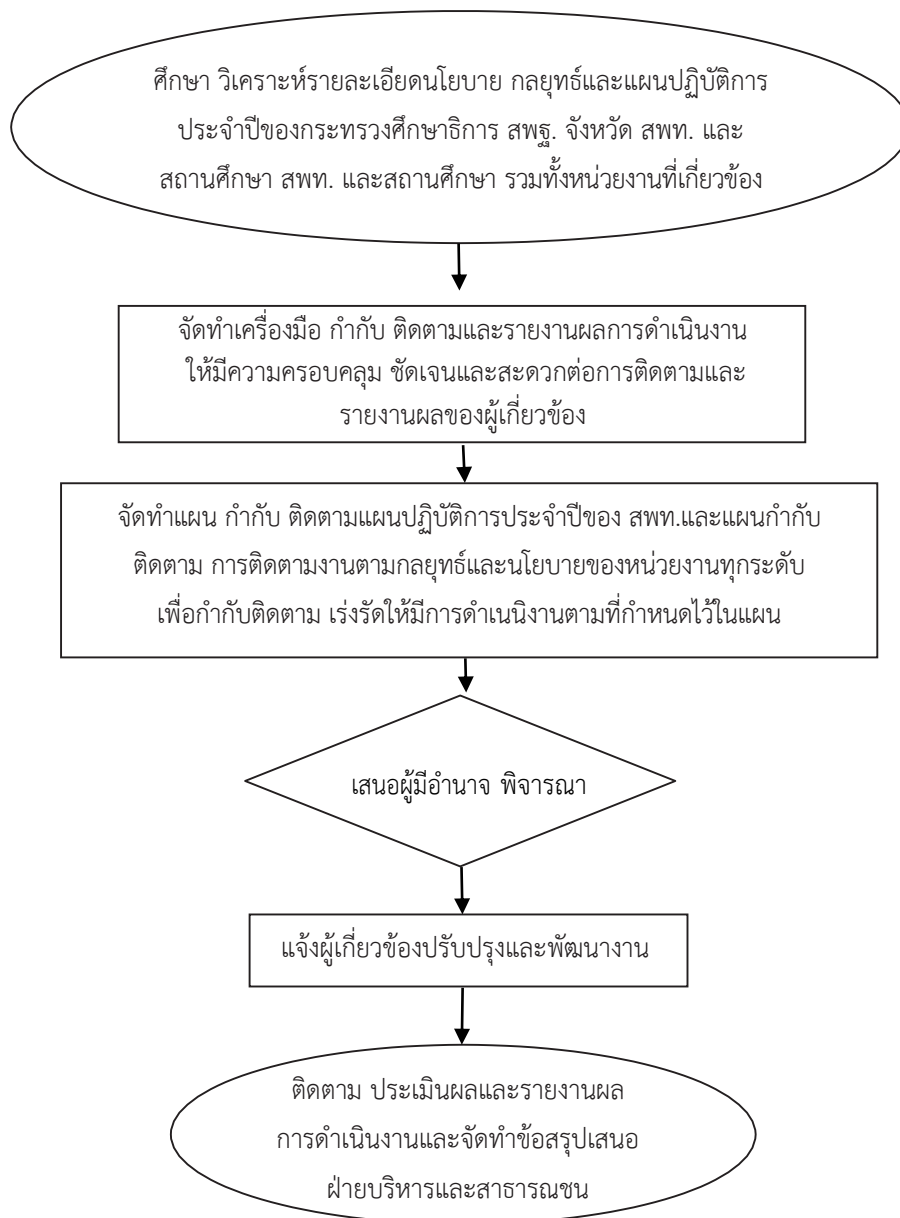 ศึกษา วิเคราะห์รายละเอียดนโยบาย กลยุทธ์และแผนปฏิบัติการ
ประจำปีของกระทรวงศึกษาธิการ สพฐ. จังหวัด สพท. และ
สถานศึกษา สพท. และสถานศึกษา รวมทั้งหน่วยงานที่เกี่ยวข้อง
จัดทำเครื่องมือ กำกับ ติดตามและรายงานผลการดำเนินงาน
ให้มีความครอบคลุม ชัดเจนและสะดวกต่อการติดตามและ
รายงานผลของผู้เกี่ยวข้อง
จัดทำแผน กำกับ ติดตามแผนปฏิบัติการประจำปีของ สพท.และแผนกำกับ
ติดตาม การติดตามงานตามกลยุทธ์และนโยบายของหน่วยงานทุกระดับ
เพื่อกำกับติดตาม เร่งรัดให้มีการดำเนนิงานตามที่กำหนดไว้ในแผน
เสนอผู้มีอำนาจ พิจารณา
แจ้งผู้เกี่ยวข้องปรับปรุงและพัฒนางาน
ติดตาม ประเมินผลและรายงานผล
การดำเนินงานและจัดทำข้อสรุปเสนอ
ฝ่ายบริหารและสาธารณชน